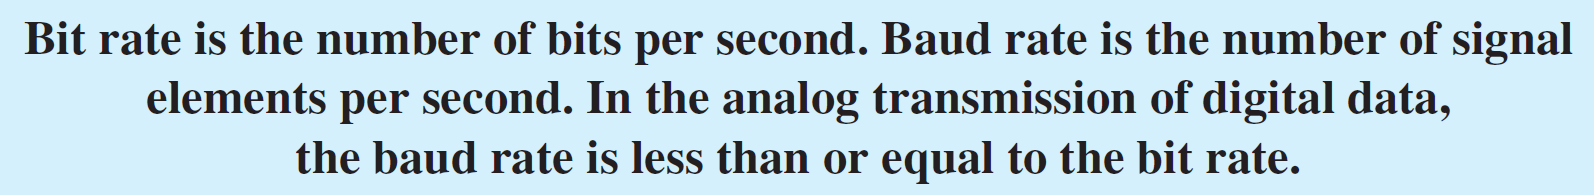 Bit rate is the number of bits per second. Baud rate is the number of signal
elements per second. In the analog transmission of digital data,
the baud rate is less than or equal to the bit rate.